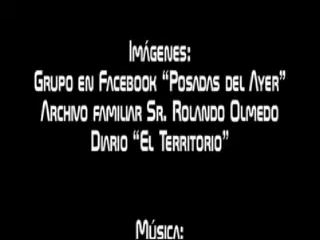 Imágenes:
Grupo en Facebook “Posadas del Ayer”
Archivo familiar Sr. Rolando Olmedo
Diario “El Territorio”
Música: